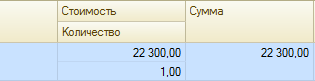 Стоимость Сумма
Количество
22 300,00 22 300,00
1,00